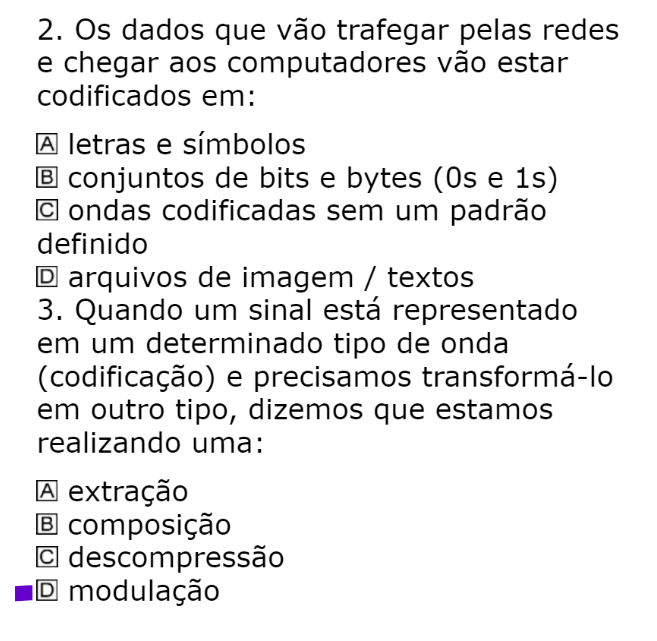 2. Os dados que vão trafegar pelas redes
e chegar aos computadores vão estar
codificados em:
A letras e símbolos
B conjuntos de bits e bytes (0s e 1s)
C ondas codificadas sem um padrão
definido
D arquivos de imagem / textos
3. Quando um sinal está representado
em um determinado tipo de onda
(codificação) e precisamos transformá-lo
em outro tipo, dizemos que estamos
realizando uma:
A extração
B composição
C descompressão
D modulação